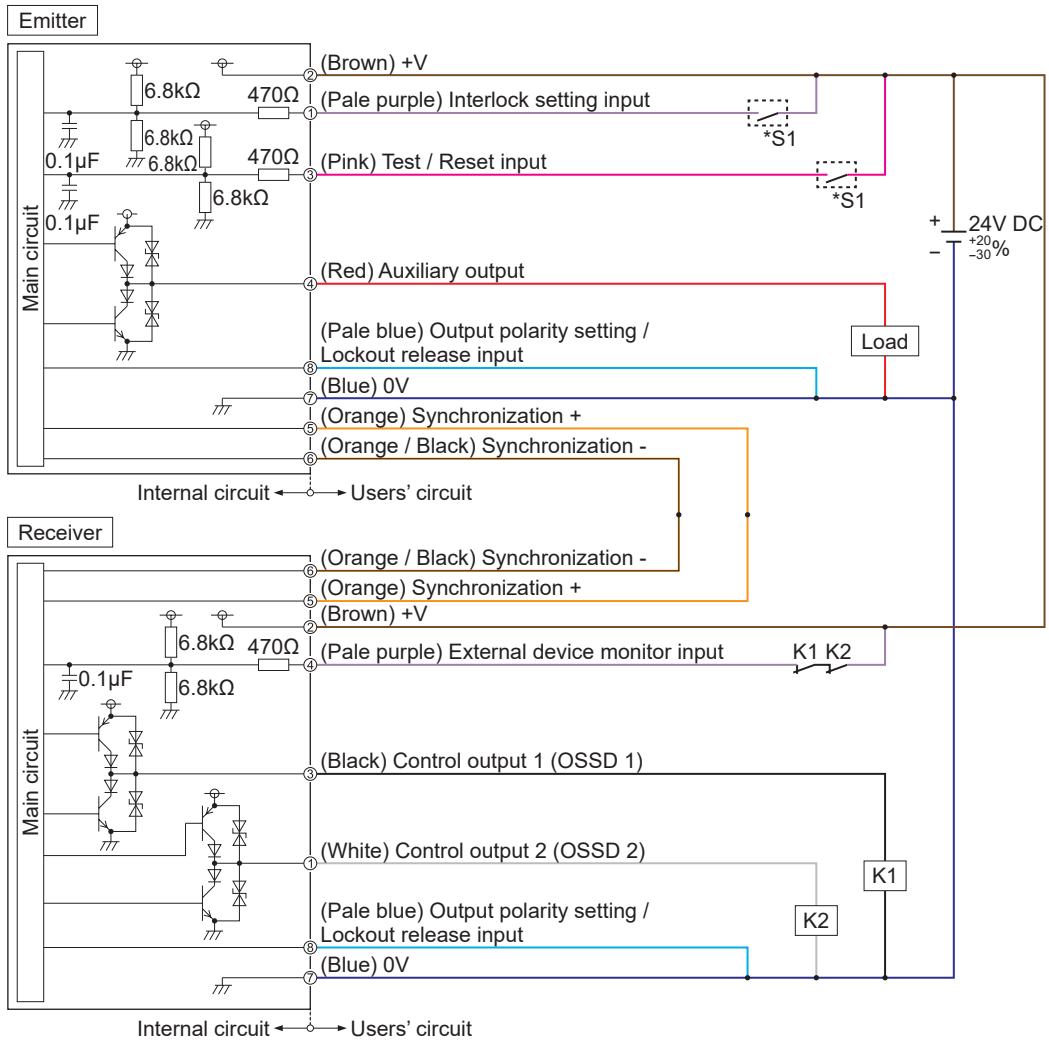 Emitter
② (Brown) +V
6.8kΩ
470Ω
① (Pale purple) Interlock setting input
*S1
6.8kΩ
0.1µF
6.8kΩ
470Ω
③ (Pink) Test / Reset input
*S1
6.8kΩ
0.1µF
Main circuit
+
−
24V DC
+20
−30 %
④ (Red) Auxiliary output
Load
(Pale blue) Output polarity setting /
⑧ Lockout release input
⑦ (Blue) 0V
⑤ (Orange) Synchronization +
⑥ (Orange / Black) Synchronization -
Internal circuit
Users' circuit
Receiver
⑥ (Orange / Black) Synchronization -
⑤ (Orange) Synchronization +
② (Brown) +V
6.8kΩ
470Ω
④ (Pale purple) External device monitor input
K1 K2
0.1µF
6.8kΩ
Main circuit
③ (Black) Control output 1 (OSSD 1)
① (White) Control output 2 (OSSD 2)
K1
K2
(Pale blue) Output polarity setting /
⑧ Lockout release input
⑦ (Blue) 0V
Internal circuit
Users' circuit